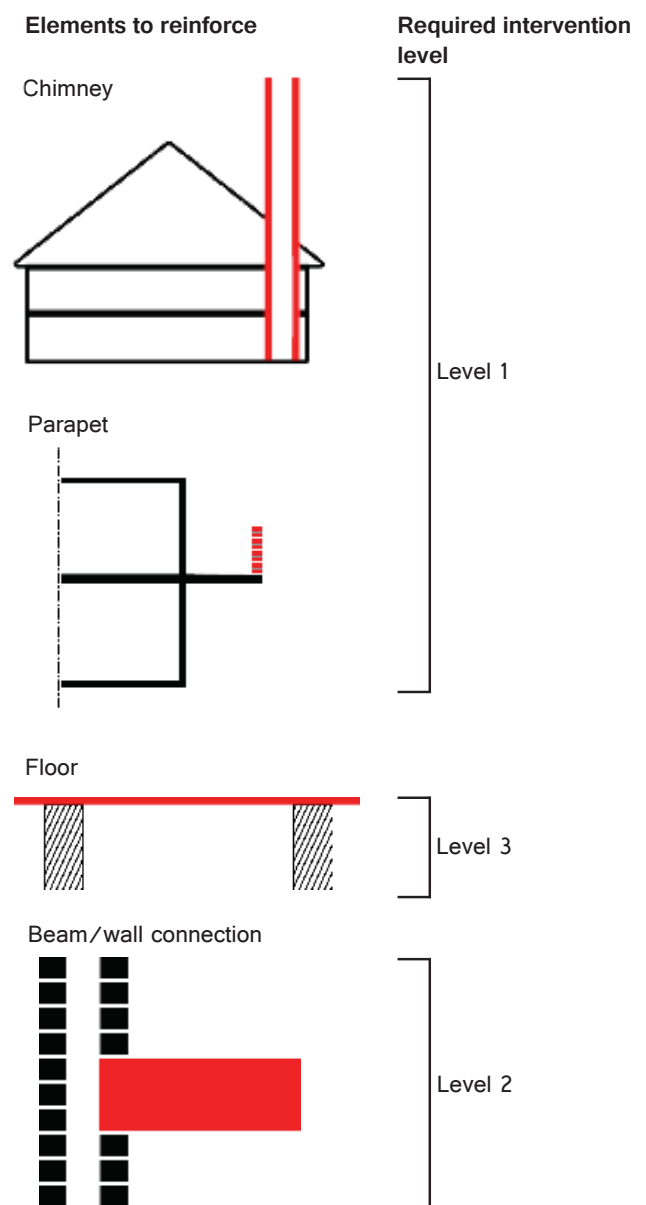 Elements to reinforce
Required intervention
level
Chimney
Level 1
Parapet
Floor
Level 3
Beam/wall connection
Level 2